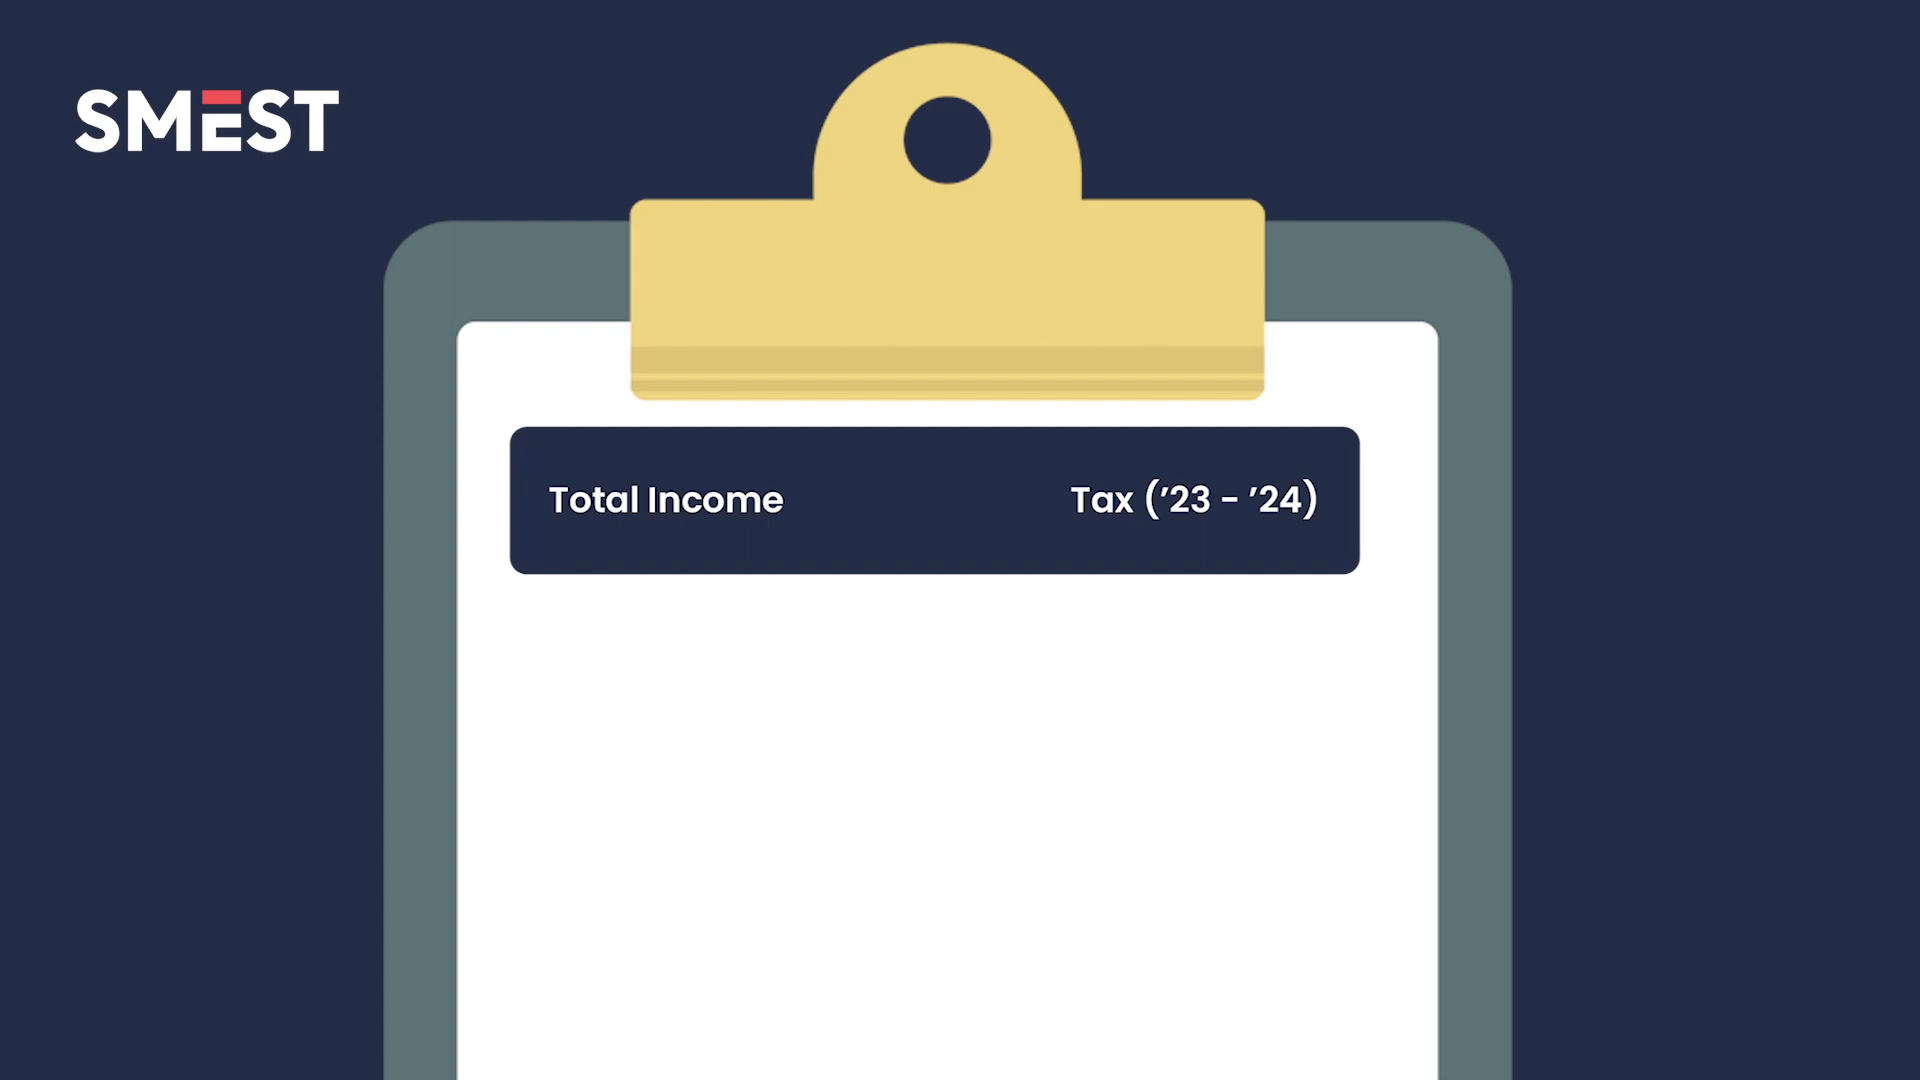 SMEST
Total Income Tax (’23 - ’24)